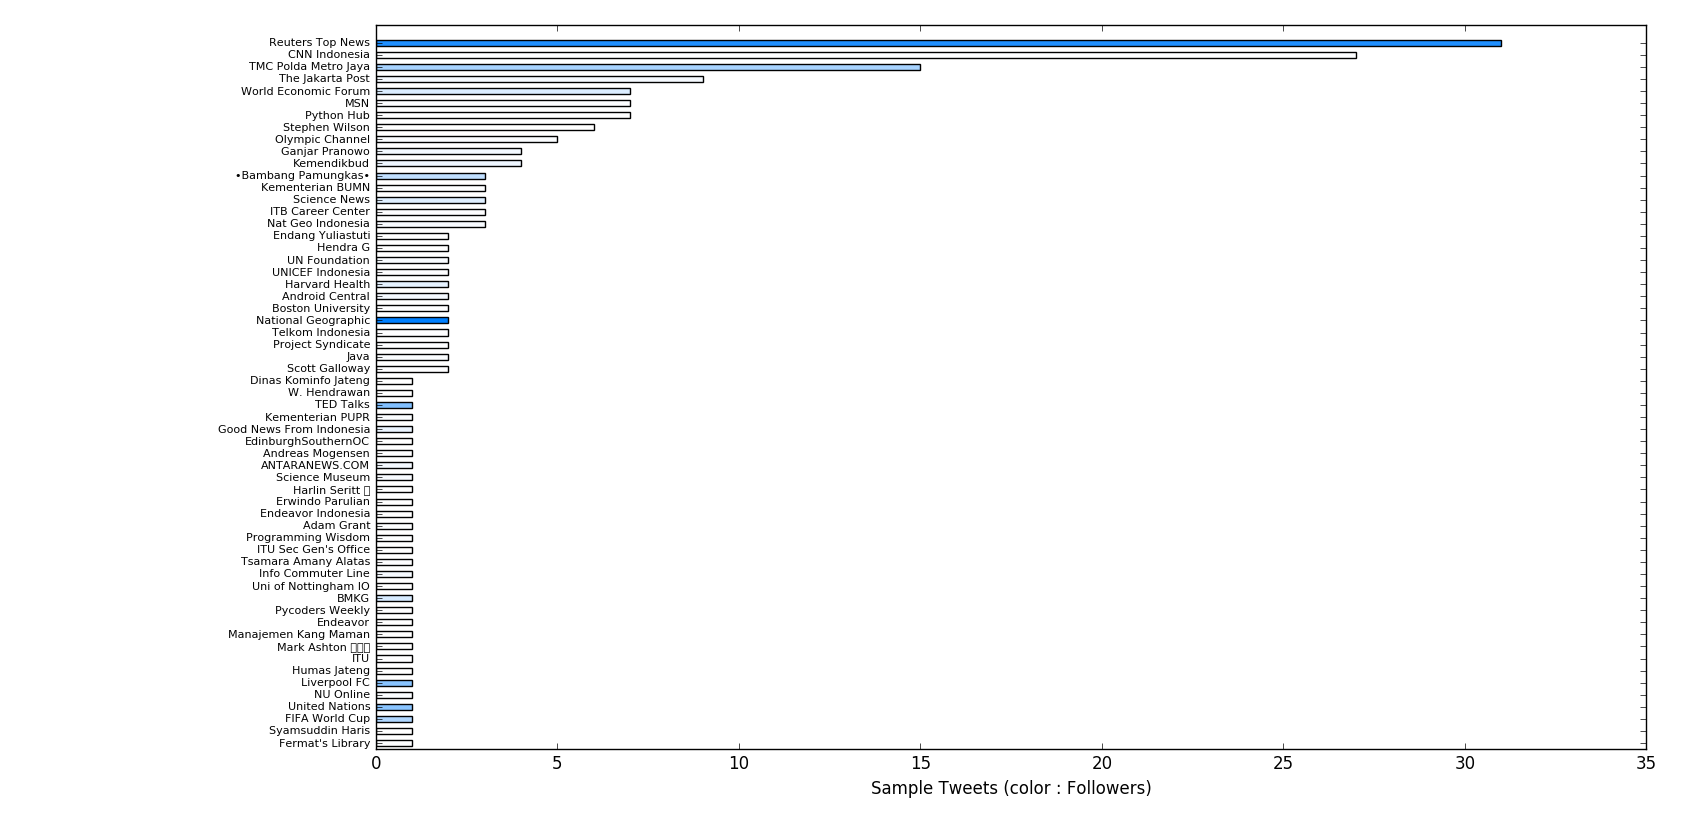 Reuters Top News
CNN Indonesia
TMC Polda Metro Jaya
The Jakarta Post
World Economic Forum
MSN
Python Hub
Stephen Wilson
Olympic Channel
Ganjar Pranowo
Kemendikbud
•Bambang Pamungkas•
Kementerian BUMN
Science News
ITB Career Center
Nat Geo Indonesia
Endang Yuliastuti
Hendra G
UN Foundation
UNICEF Indonesia
Harvard Health
Android Central
Boston University
National Geographic
Telkom Indonesia
Project Syndicate
Java
Scott Galloway
Dinas Kominfo Jateng
W. Hendrawan
TED Talks
Kementerian PUPR
Good News From Indonesia
EdinburghSouthernOC
Andreas Mogensen
ANTARANEWS.COM
Science Museum
Harlin Seritt
Erwindo Parulian
Endeavor Indonesia
Adam Grant
Programming Wisdom
ITU Sec Gen's Office
Tsamara Amany Alatas
Info Commuter Line
Uni of Nottingham IO
BMKG
Pycoders Weekly
Endeavor
Manajemen Kang Maman
Mark Ashton
ITU
Humas Jateng
Liverpool FC
NU Online
United Nations
FIFA World Cup
Syamsuddin Haris
Fermat's Library
0 5 10 15 20 25 30 35
Sample Tweets (color : Followers)